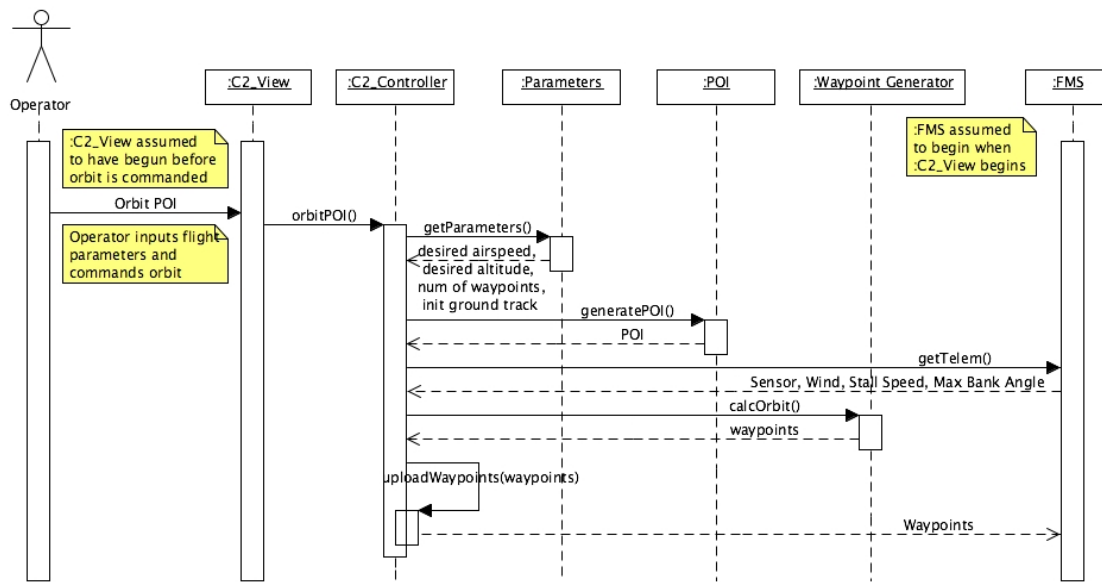 :C2_View
:C2_Controller
:Parameters
:POI
:Waypoint Generator
:FMS
Operator
:C2_View assumed
to have begun before
orbit is commanded
:FMS assumed
to begin when
:C2_View begins
Orbit POI
orbitPOI()
Operator inputs flight
parameters and
commands orbit
getParameters()
desired airspeed,
desired altitude,
num of waypoints,
init ground track
generatePOI()
POI
getTelem()
Sensor, Wind, Stall Speed, Max Bank Angle
calcOrbit()
waypoints
uploadWaypoints(waypoints)
Waypoints